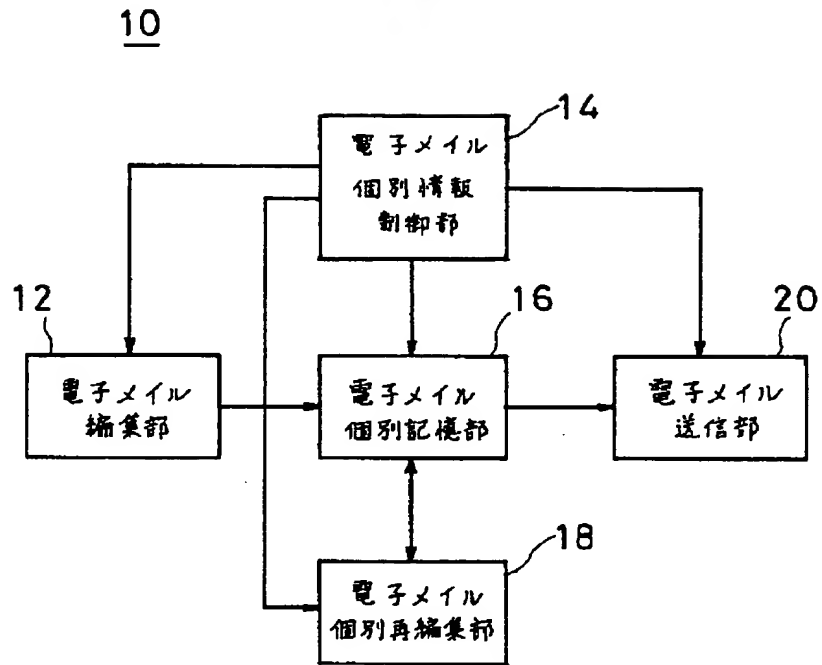 10
14
電子メイル
個別情報
制御部
12
電子メイル
編集部
16
電子メイル
個別記憶部
20
電子メイル
送信部
18
電子メイル
個別再編集部